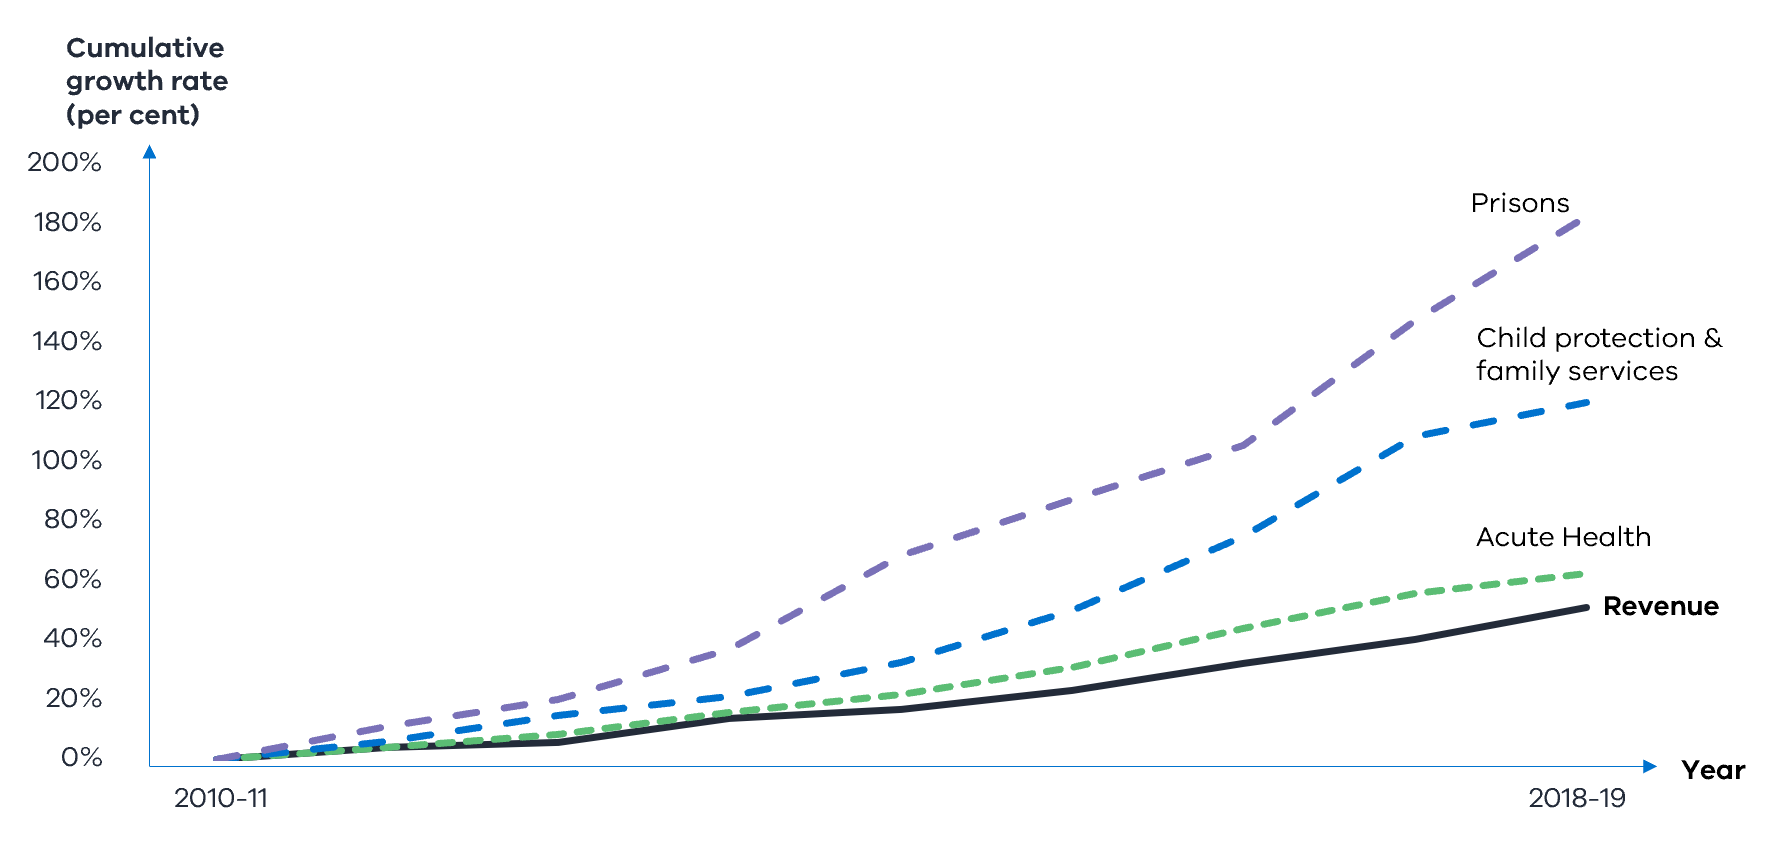 Cumulative
growth rate
(per cent)
200%
180%
160%
140%
120%
100%
80%
60%
40%
20%
0%
Prisons
Child protection &
family services
Acute Health
Revenue
Year
2010-11
2018-19